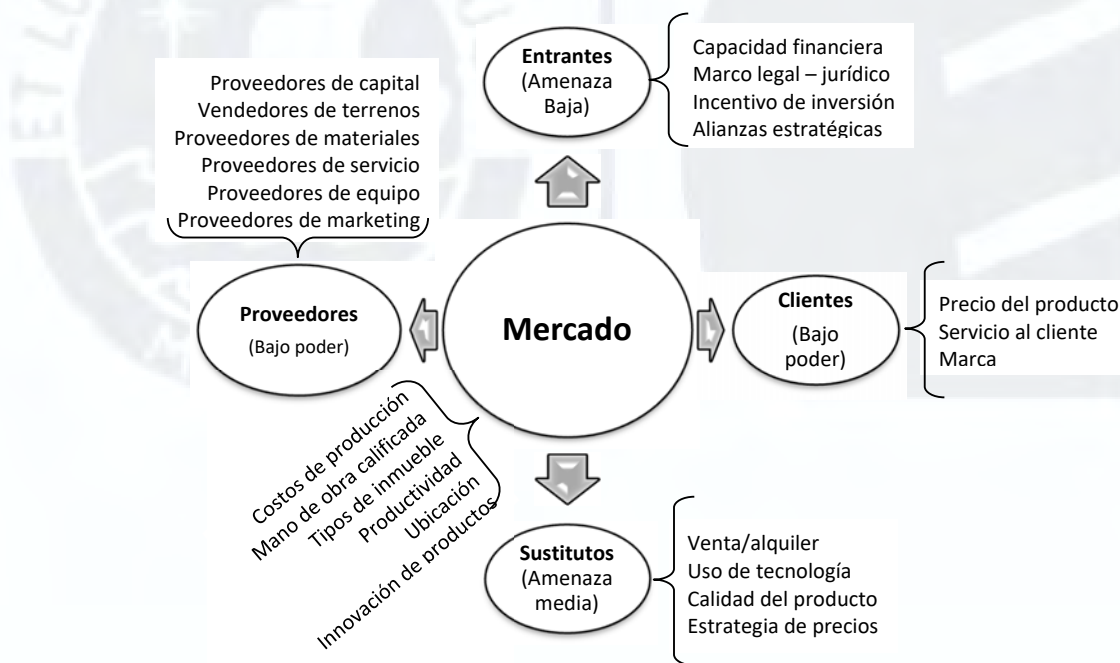 Entrantes
(Amenaza
Baja)
Capacidad financiera
Marco legal – jurídico
Incentivo de inversión
Alianzas estratégicas
Proveedores de capital
Vendedores de terrenos
Proveedores de materiales
Proveedores de servicio
Proveedores de equipo
Proveedores de marketing
Proveedores
(Bajo poder)
Mercado
Clientes
(Bajo
poder)
Precio del producto
Servicio al cliente
Marca
Costos de producción
Mano de obra calificada
Tipos de inmueble
Productividad
Ubicación
Innovación de productos
Sustitutos
(Amenaza
media)
Venta/alquiler
Uso de tecnología
Calidad del producto
Estrategia de precios